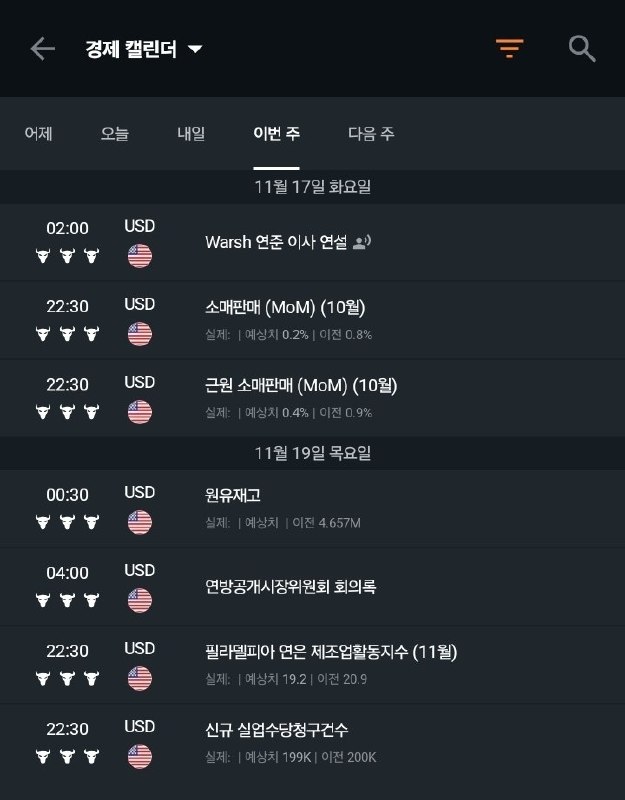 경제 캘린더
어제 오늘 내일 이번 주 다음 주
11월 17일 화요일
02:00 USD
Warsh 연준 이사 연설
22:30 USD
소매판매 (MoM) (10월)
실제: | 예상치 0.2% | 이전 0.8%
22:30 USD
근원 소매판매 (MoM) (10월)
실제: | 예상치 0.4% | 이전 0.9%
11월 19일 목요일
00:30 USD
원유재고
실제: | 예상치 | 이전 4.657M
04:00 USD
연방공개시장위원회 회의록
22:30 USD
필라델피아 연은 제조업활동지수 (11월)
실제: | 예상치 19.2 | 이전 20.9
22:30 USD
신규 실업수당청구건수
실제: | 예상치 199K | 이전 200K